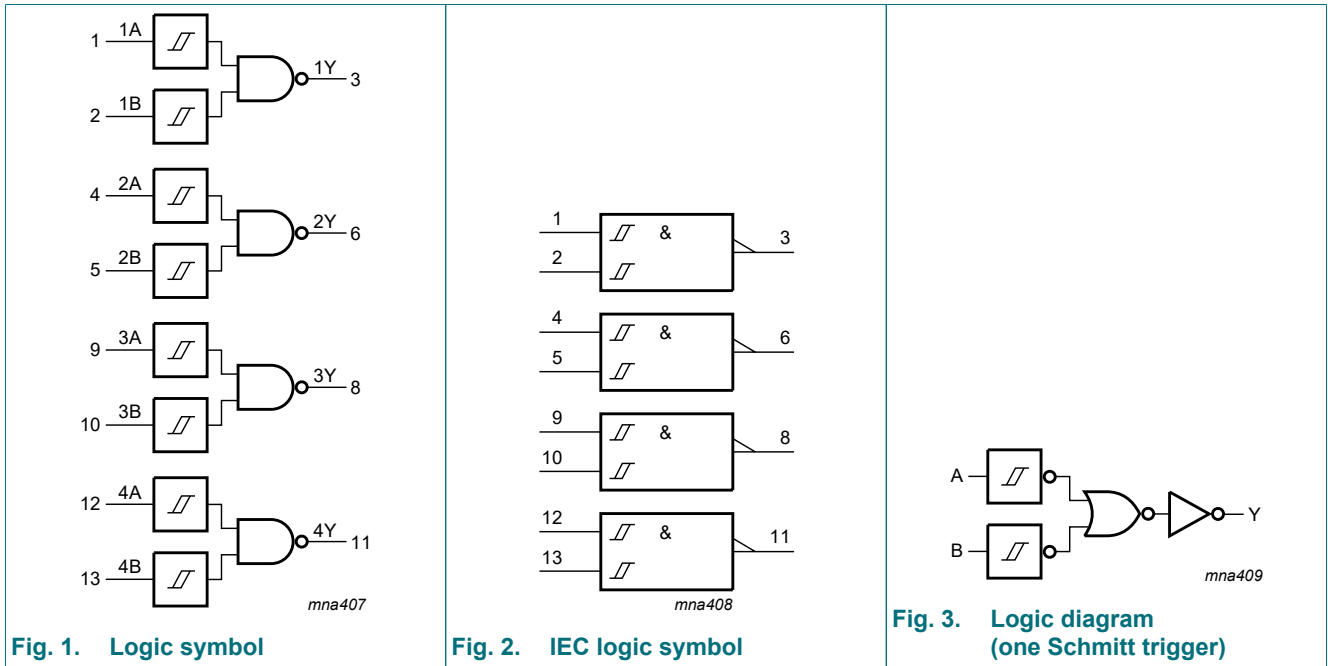 1 1A
1Y 3
2 1B
4 2A
2Y 6
5 2B
9 3A
3Y 8
10 3B
12 4A
4Y 11
13 4B
mna407
Fig. 1. Logic symbol
1 & 3
2
4 & 6
5
9 & 8
10
12 & 11
13
mna408
Fig. 2. IEC logic symbol
A
Y
B
mna409
Fig. 3. Logic diagram
(one Schmitt trigger)